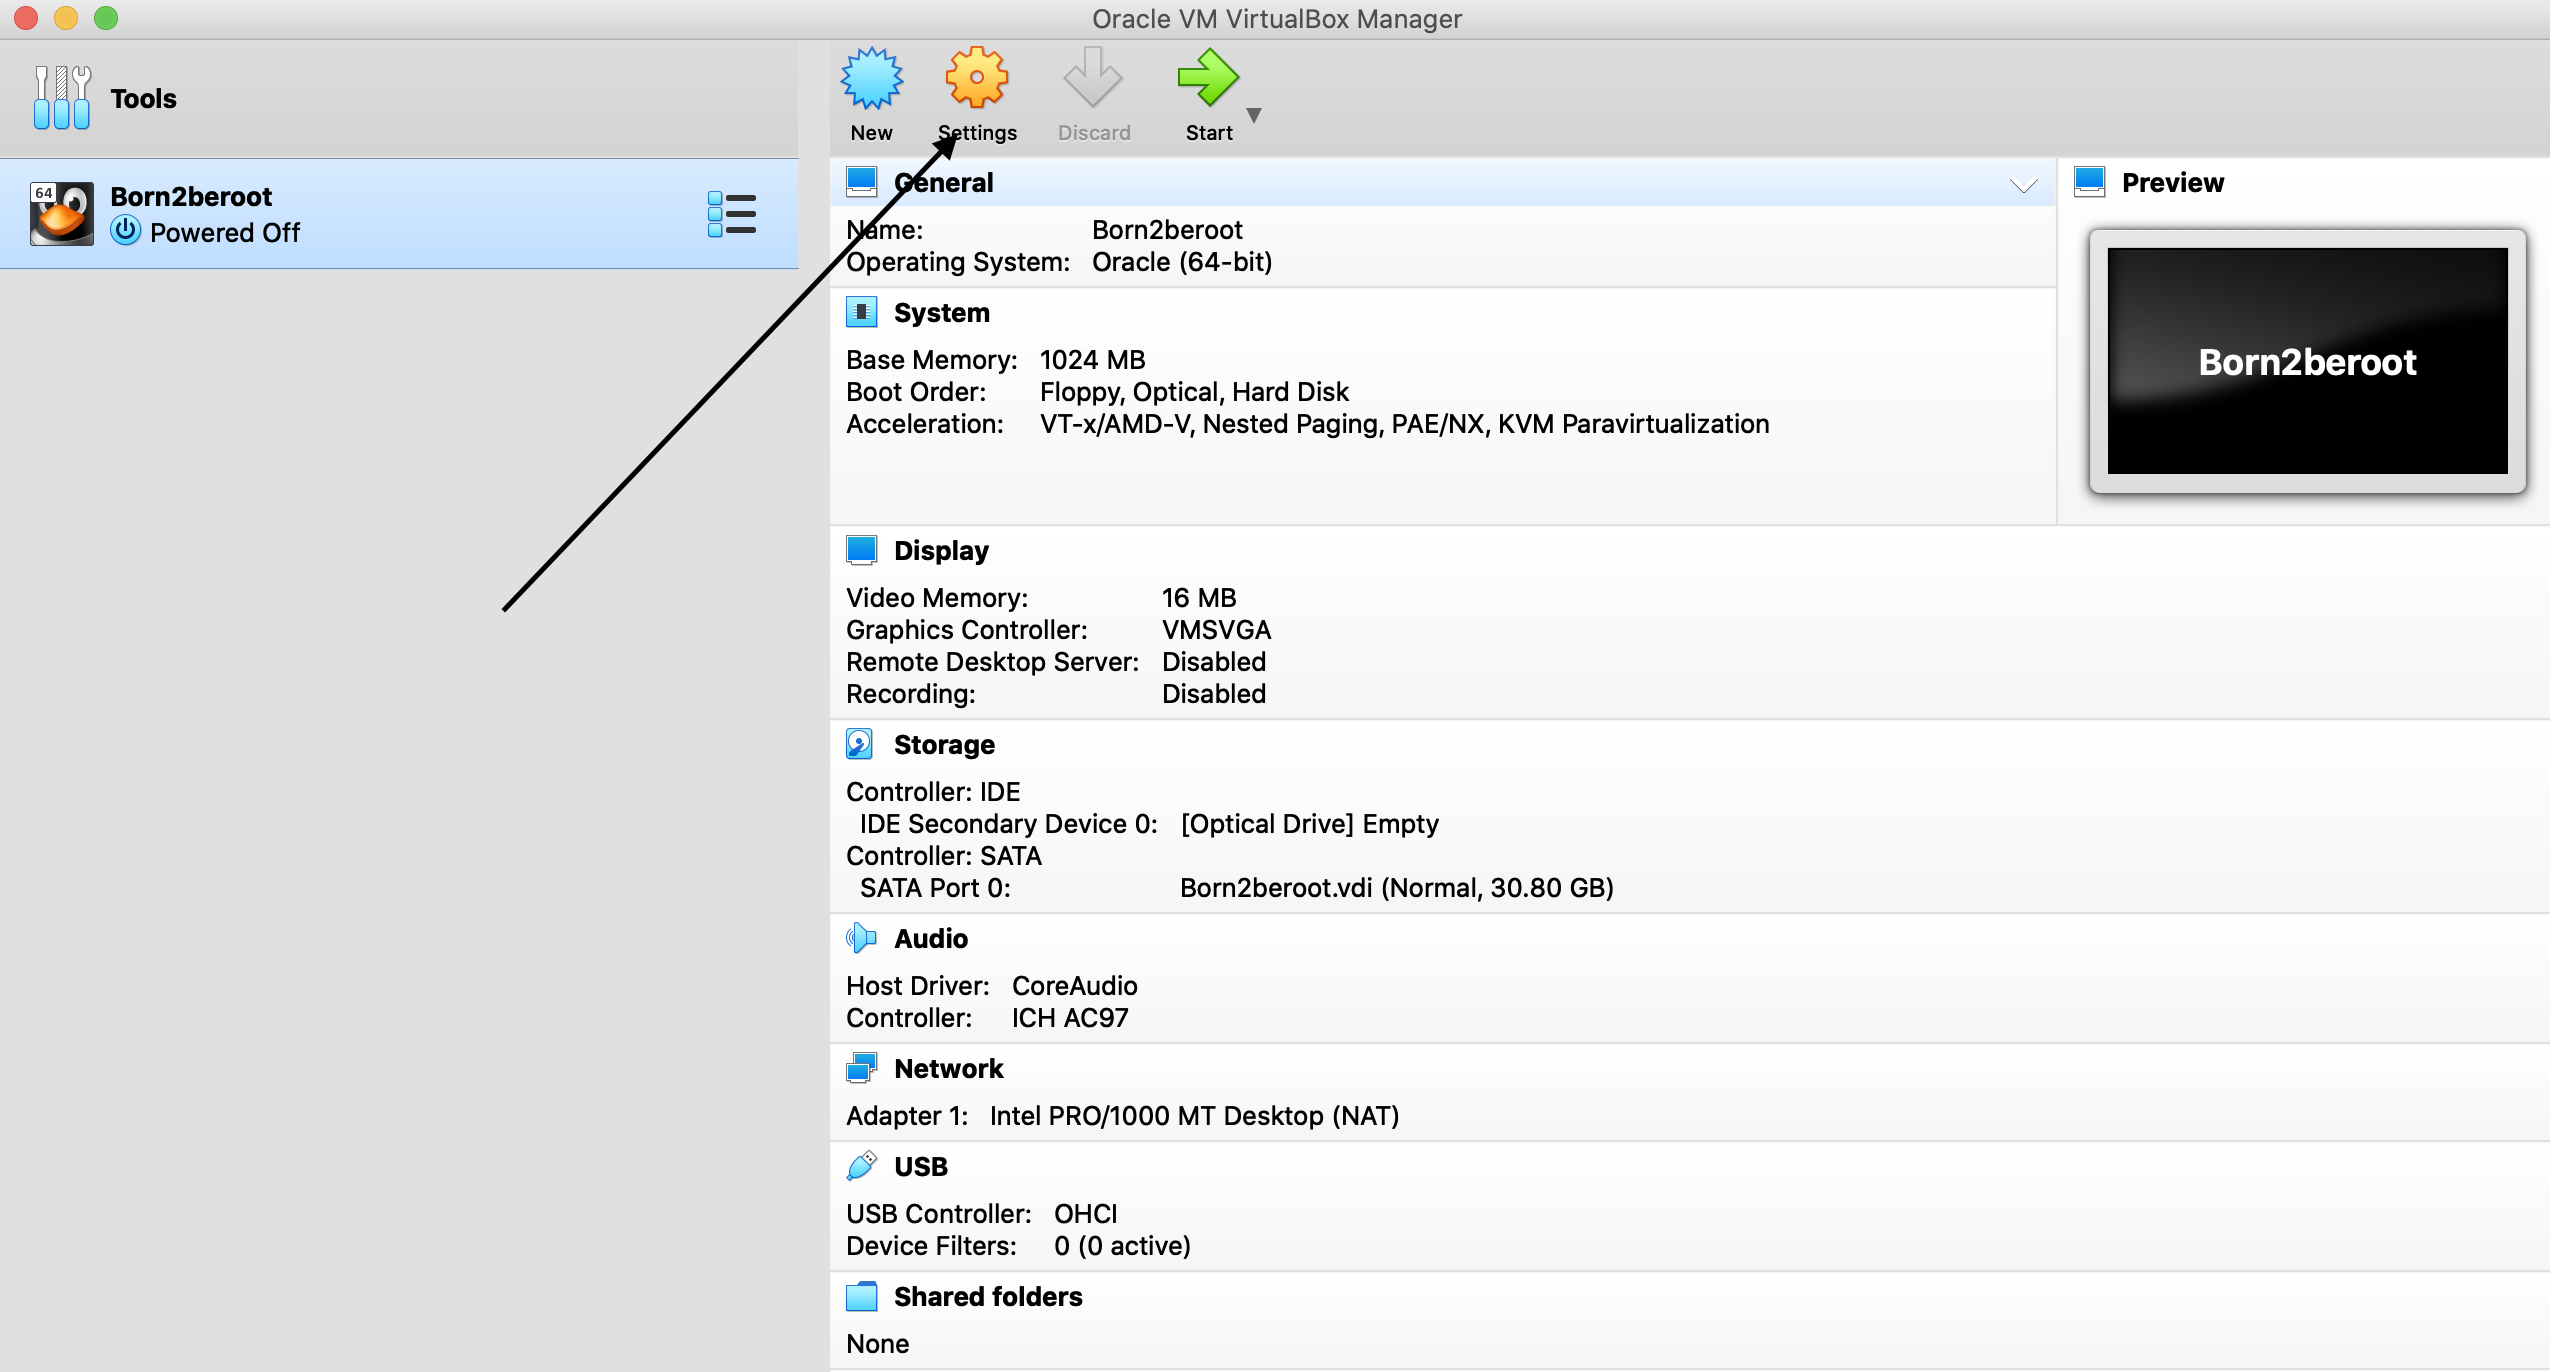 Oracle VM VirtualBox Manager
Tools
New Settings Discard Start
64
Born2beroot
Powered Off
General
Name: Born2beroot
Operating System: Oracle (64-bit)
Preview
Born2beroot
System
Base Memory: 1024 MB
Boot Order: Floppy, Optical, Hard Disk
Acceleration: VT-x/AMD-V, Nested Paging, PAE/NX, KVM Paravirtualization
Display
Video Memory: 16 MB
Graphics Controller: VMSVGA
Remote Desktop Server: Disabled
Recording: Disabled
Storage
Controller: IDE
IDE Secondary Device 0: [Optical Drive] Empty
Controller: SATA
SATA Port 0: Born2beroot.vdi (Normal, 30.80 GB)
Audio
Host Driver: CoreAudio
Controller: ICH AC97
Network
Adapter 1: Intel PRO/1000 MT Desktop (NAT)
USB
USB Controller: OHCI
Device Filters: 0 (0 active)
Shared folders
None